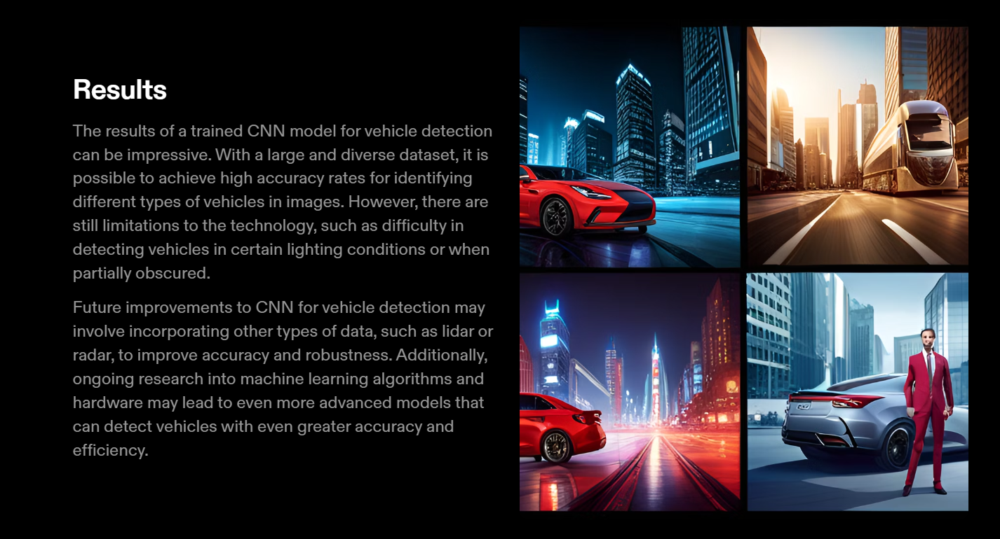 Results
The results of a trained CNN model for vehicle detection
can be impressive. With a large and diverse dataset, it is
possible to achieve high accuracy rates for identifying
different types of vehicles in images. However, there are
still limitations to the technology, such as difficulty in
detecting vehicles in certain lighting conditions or when
partially obscured.
Future improvements to CNN for vehicle detection may
involve incorporating other types of data, such as lidar or
radar, to improve accuracy and robustness. Additionally,
ongoing research into machine learning algorithms and
hardware may lead to even more advanced models that
can detect vehicles with even greater accuracy and
efficiency.